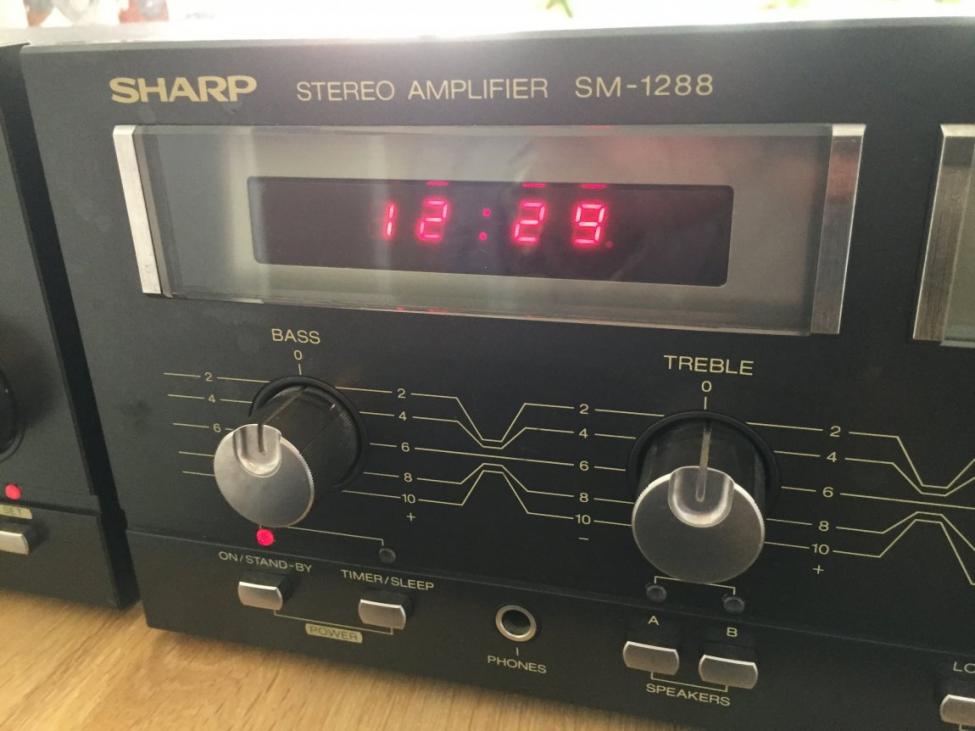 SHARP STEREO AMPLIFIER SM-1288
12:29
BASS
0
2 2
4 4
6 6
8
10
+
TREBLE
0
2 2
4 4
6 6
8 8
10 10
- +
ON/STAND-BY
TIMER/SLEEP
POWER
PHONES
A B
SPEAKERS